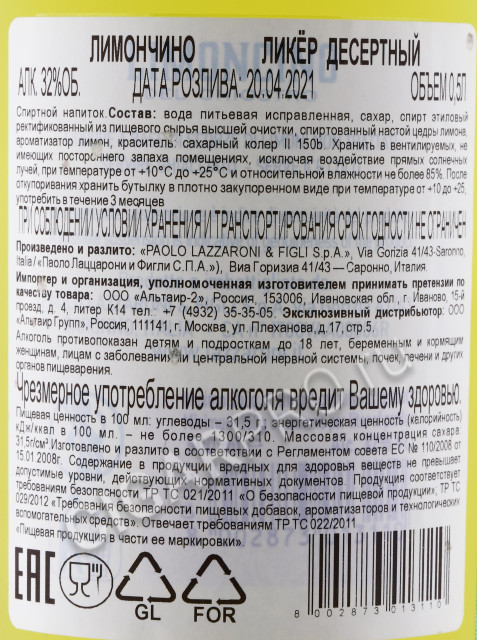 ЛИМОНЧИНО ЛИКЁР ДЕСЕРТНЫЙ
АЛК. 32%ОБ. ДАТА РОЗЛИВА: 20.04.2021 ОБЪЕМ 0,5Л
Спиртной напиток. Состав: вода питьевая исправленная, сахар, спирт этиловый
ректификованный из пищевого сырья высшей очистки, спиртованный настой цедры лимона,
ароматизатор лимон, краситель: сахарный колер II 150b. Хранить в вентилируемых, не
имеющих постороннего запаха помещениях, исключая воздействие прямых солнечных
лучей, при температуре от +10°С до +25°С и относительной влажности не более 85%. После
откупоривания хранить бутылку в плотно закупоренном виде при температуре от +10 до +25,
употребить в течение 3 месяцев
ПРИ СОБЛЮДЕНИИ УСЛОВИЙ ХРАНЕНИЯ И ТРАНСПОРТИРОВАНИЯ СРОК ГОДНОСТИ НЕ ОГРАНИЧЕН
Произведено и разлито: «PAOLO LAZZARONI & FIGLI S.p.A.», Via Gorizia 41/43-Saronno,
Italia / «Паоло Лаццарони и Фигли С.П.А.»), Виа Горизия 41/43 — Саронно, Италия.
Импортер и организация, уполномоченная изготовителем принимать претензии по
качеству товара: ООО «Альтаир-2», Россия, 153006, Ивановская обл., г. Иваново, 15-й
проезд, д. 4, литер К14 тел.: +7 (4932) 35-35-05. Эксклюзивный дистрибьютор: ООО
«Альтаир Групп», Россия, 111141, г. Москва, ул. Плеханова, д. 17, стр.5.
Алкоголь противопоказан детям и подросткам до 18 лет, беременным и кормящим
женщинам, лицам с заболеваниями центральной нервной системы, почек, печени и других
органов пищеварения.
Чрезмерное употребление алкоголя вредит Вашему здоровью.
Пищевая ценность в 100 мл: углеводы – 31,5 г, энергетическая ценность (калорийность)
кДж/ккал в 100 мл. – не более 1300/310. Массовая концентрация сахара:
31,5г/см³ Изготовлено и разлито в соответствии с Регламентом совета ЕС № 110/2008 от
15.01 2008г. Содержание в продукции вредных для здоровья веществ не превышает
допустимые уровни, действующих нормативных документов. Продукция соответствует
требованиям безопасности ТР ТС 021/2011 «О безопасности пищевой продукции», ТР ТС
029/2012 «Требования безопасности пищевых добавок, ароматизаторов и технологических
вспомогательных средств». Отвечает требованиям ТР ТС 022/2011
«Пищевая продукция в части ее маркировки».
EAC GL FOR
8 002873 013110